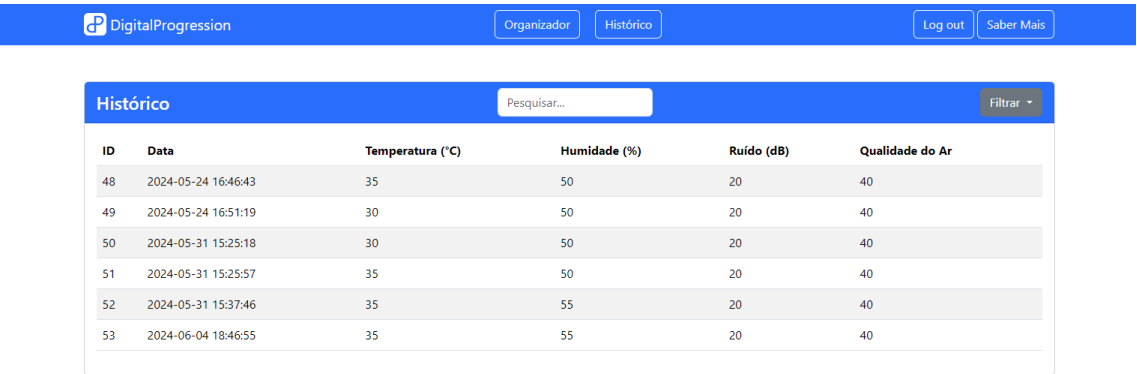 DigitalProgression Organizador Histórico Log out Saber Mais
Histórico Pesquisar... Filtrar
ID Data Temperatura (°C) Humidade (%) Ruído (dB) Qualidade do Ar
48 2024-05-24 16:46:43 35 50 20 40
49 2024-05-24 16:51:19 30 50 20 40
50 2024-05-31 15:25:18 30 50 20 40
51 2024-05-31 15:25:57 35 50 20 40
52 2024-05-31 15:37:46 35 55 20 40
53 2024-06-04 18:46:55 35 55 20 40